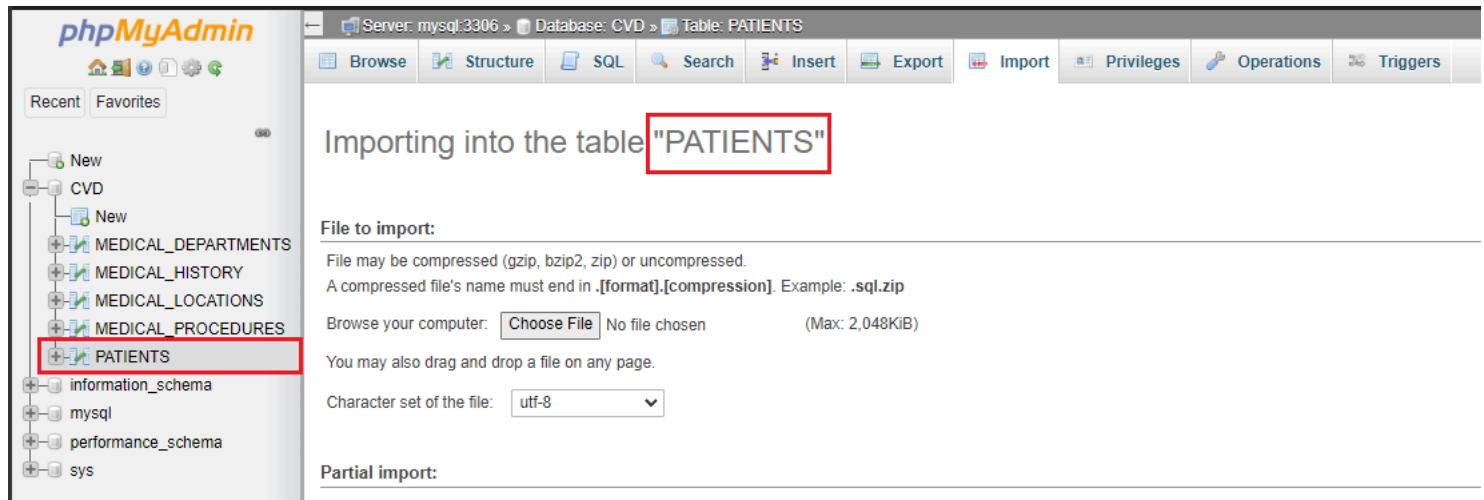 phpMyAdmin
Recent Favorites
New
CVD
New
MEDICAL_DEPARTMENTS
MEDICAL_HISTORY
MEDICAL_LOCATIONS
MEDICAL_PROCEDURES
PATIENTS
information_schema
mysql
performance_schema
sys
Server: mysql:3306 » Database: CVD » Table: PATIENTS
Browse Structure SQL Search Insert Export Import Privileges Operations Triggers
Importing into the table "PATIENTS"
File to import:
File may be compressed (gzip, bzip2, zip) or uncompressed.
A compressed file's name must end in .[format].[compression]. Example: .sql.zip
Browse your computer: Choose File No file chosen (Max: 2,048KiB)
You may also drag and drop a file on any page.
Character set of the file: utf-8
Partial import: